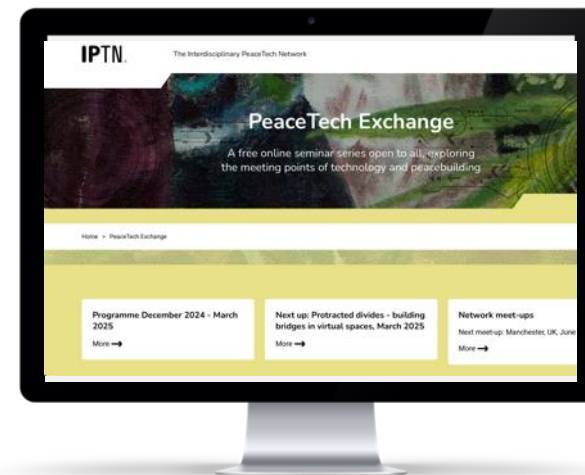 IPTN.
The Interdisciplinary PeaceTech Network
PeaceTech Exchange
A free online seminar series open to all, exploring
the meeting points of technology and peacebuilding
Home > PeaceTech Exchange
Programme December 2024 - March
2025
More →
Next up: Protracted divides - building
bridges in virtual spaces, March 2025
More →
Network meet-ups
Next meet-up: Manchester, UK, June
More →